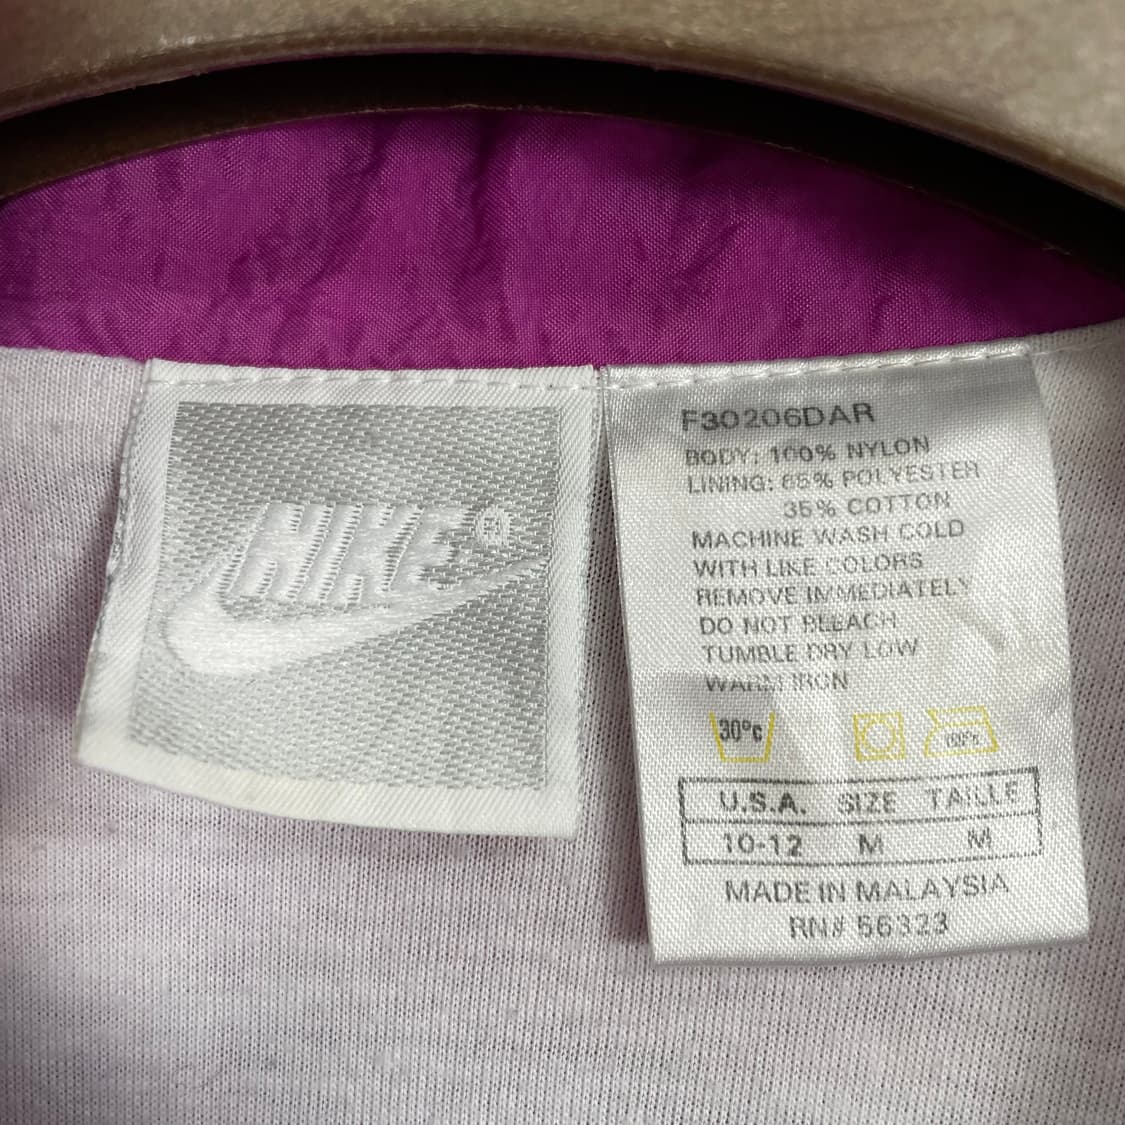 NIKE®
F30206DAR
BODY: 100% NYLON
LINING: 65% POLYESTER
35% COTTON
MACHINE WASH COLD
WITH LIKE COLORS
REMOVE IMMEDIATELY
DO NOT BLEACH
TUMBLE DRY LOW
WARM IRON
30°c
U.S.A. SIZE TAILLE
10-12 M M
MADE IN MALAYSIA
RN# 56323